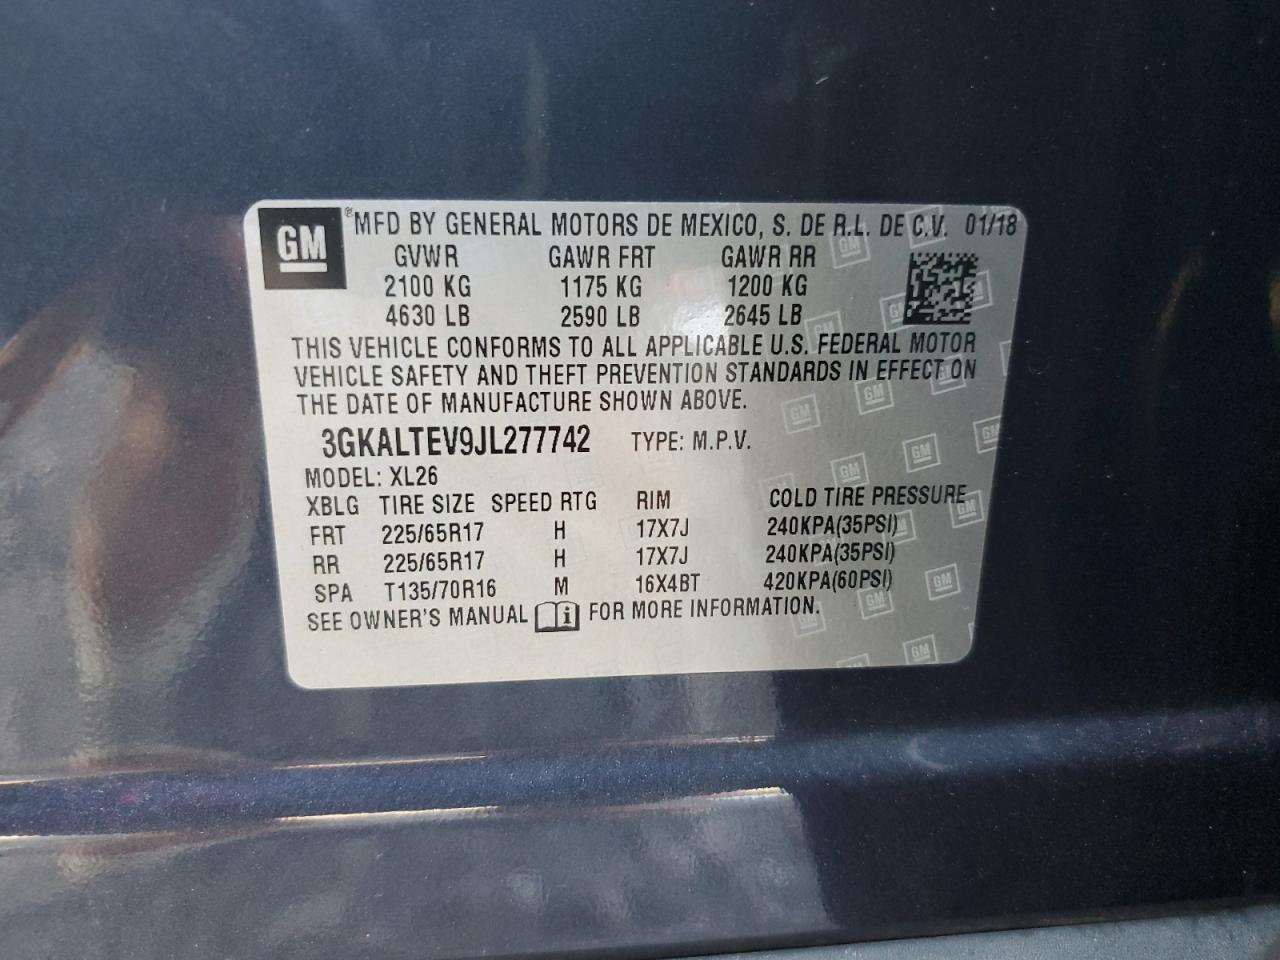 GM ® MFD BY GENERAL MOTORS DE MEXICO, S. DE R.L. DE C.V. 01/18
GVWR GAWR FRT GAWR RR
2100 KG 1175 KG 1200 KG
4630 LB 2590 LB 2645 LB
THIS VEHICLE CONFORMS TO ALL APPLICABLE U.S. FEDERAL MOTOR
VEHICLE SAFETY AND THEFT PREVENTION STANDARDS IN EFFECT ON
THE DATE OF MANUFACTURE SHOWN ABOVE.
3GKALTEV9JL277742 TYPE: M.P.V.
MODEL: XL26
XBLG TIRE SIZE SPEED RTG RIM COLD TIRE PRESSURE
FRT 225/65R17 H 17X7J 240KPA(35PSI)
RR 225/65R17 H 17X7J 240KPA(35PSI)
SPA T135/70R16 M 16X4BT 420KPA(60PSI)
SEE OWNER'S MANUAL i FOR MORE INFORMATION.